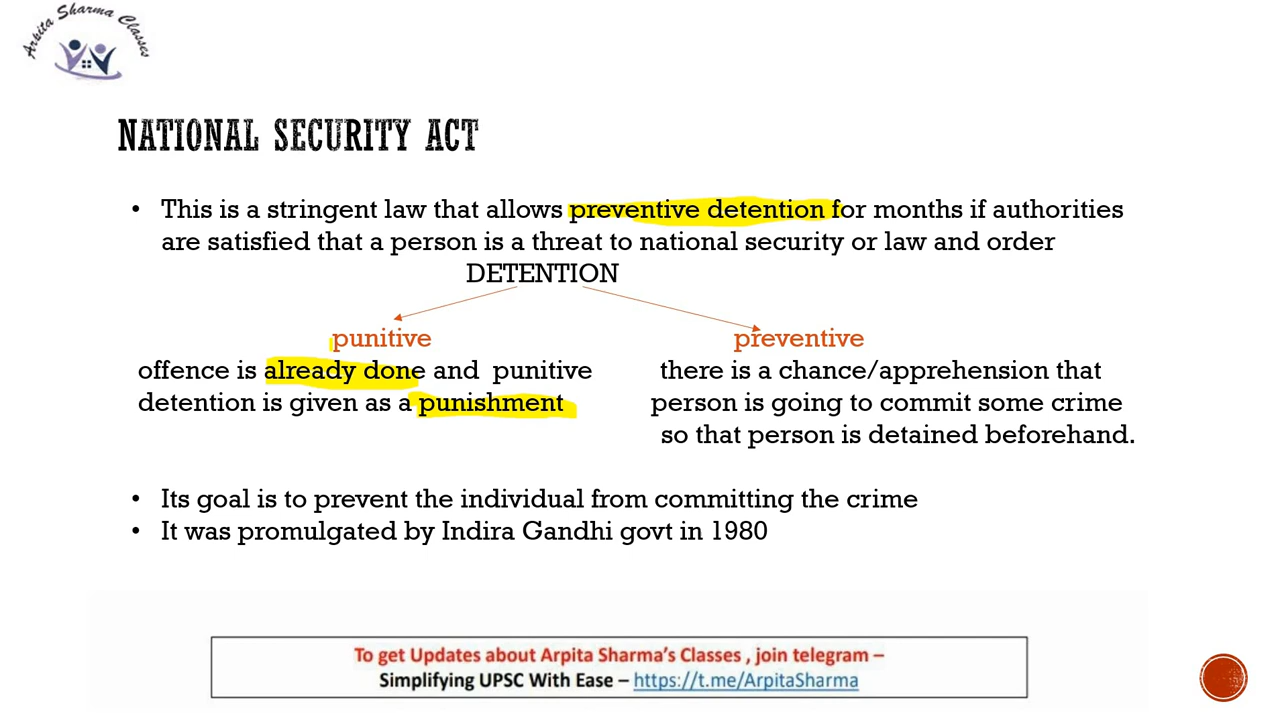 Arpita Sharma Classes
NATIONAL SECURITY ACT
• This is a stringent law that allows preventive detention for months if authorities
are satisfied that a person is a threat to national security or law and order
DETENTION
punitive
offence is already done and punitive
detention is given as a punishment
preventive
there is a chance/apprehension that
person is going to commit some crime
so that person is detained beforehand.
• Its goal is to prevent the individual from committing the crime
• It was promulgated by Indira Gandhi govt in 1980
To get Updates about Arpita Sharma's Classes , join telegram –
Simplifying UPSC With Ease – https://t.me/ArpitaSharma